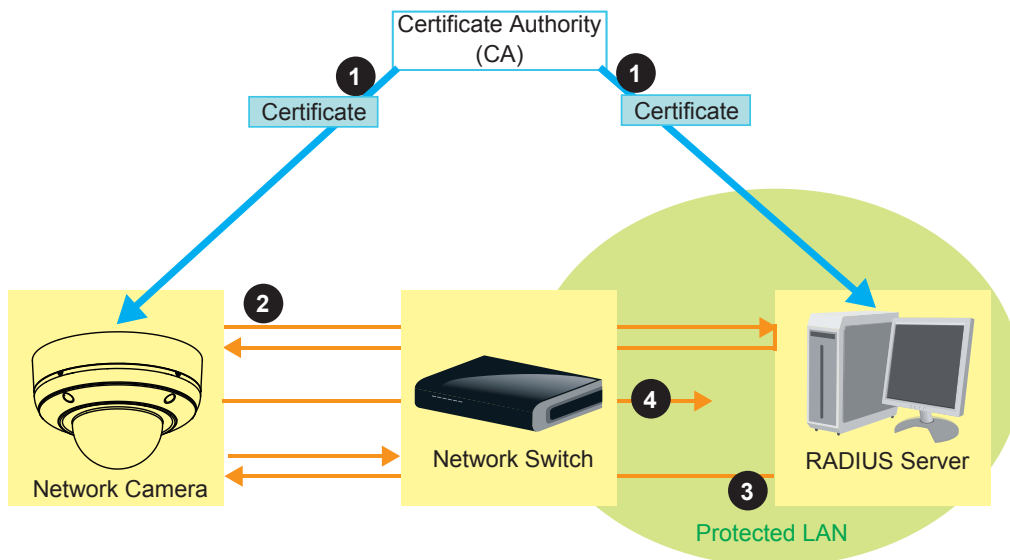 Certificate Authority
(CA)
1
1
Certificate
Certificate
2
4
Network Camera
Network Switch
RADIUS Server
3
Protected LAN